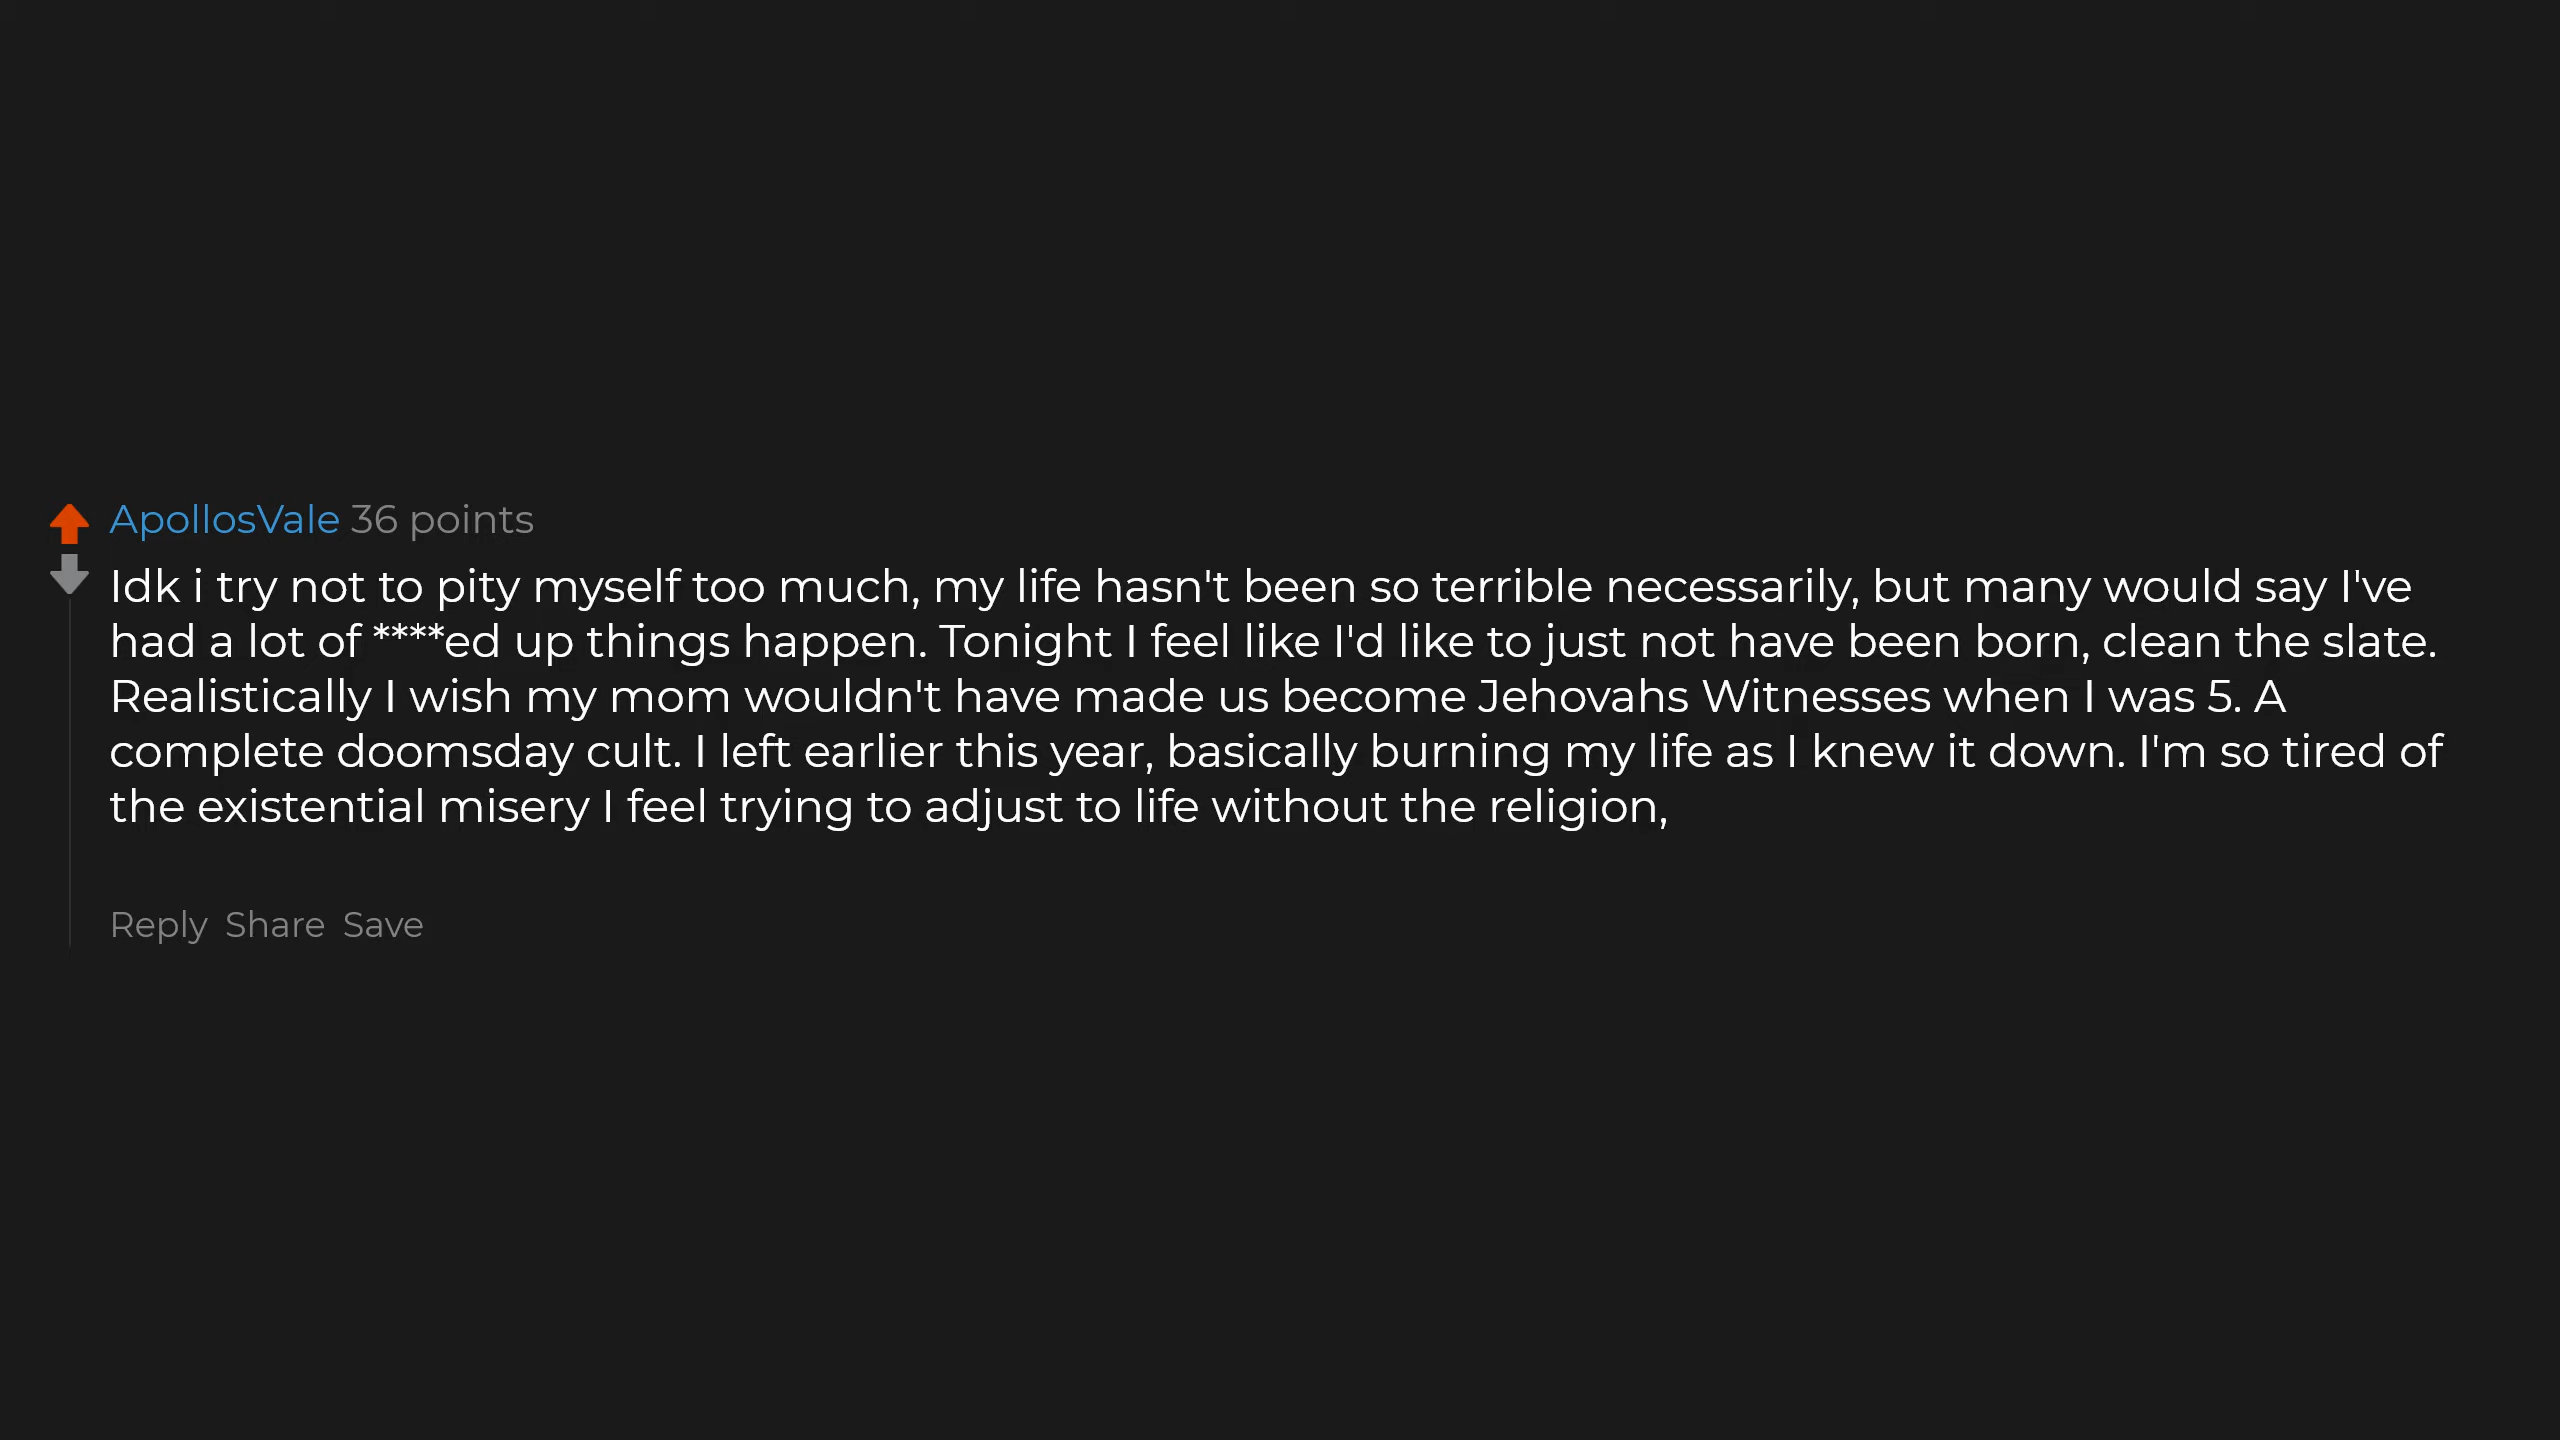 ApollosVale 36 points
Idk i try not to pity myself too much, my life hasn't been so terrible necessarily, but many would say I've
had a lot of ****ed up things happen. Tonight I feel like I'd like to just not have been born, clean the slate.
Realistically I wish my mom wouldn't have made us become Jehovahs Witnesses when I was 5. A
complete doomsday cult. I left earlier this year, basically burning my life as I knew it down. I'm so tired of
the existential misery I feel trying to adjust to life without the religion,
Reply Share Save